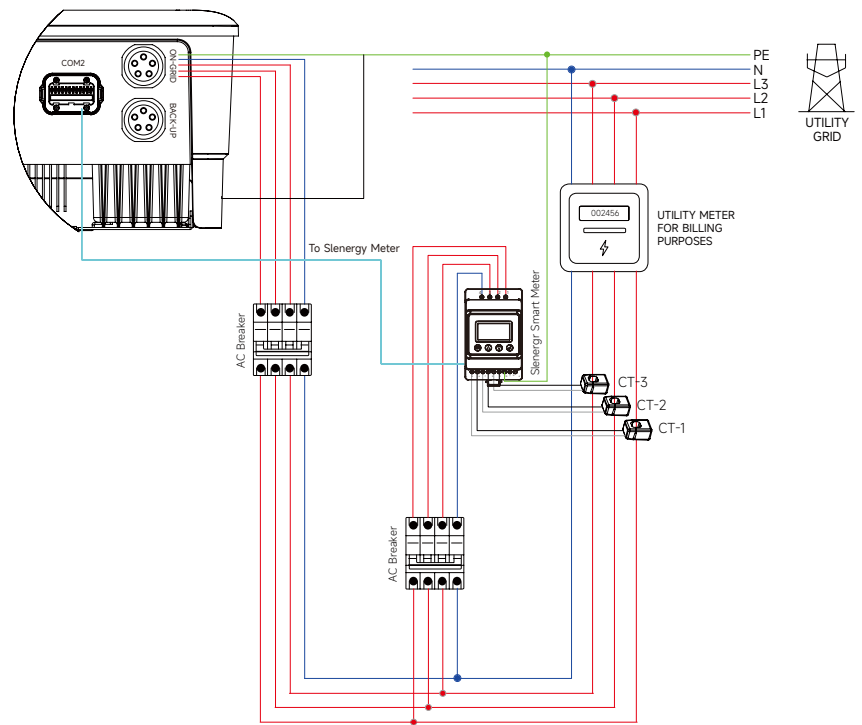 COM2
ON-GRID
BACK-UP
PE
N
L3
L2
L1
UTILITY
GRID
002456
UTILITY METER
FOR BILLING
PURPOSES
To Slenergy Meter
AC Breaker
Slenergr Smart Meter
CT-3
CT-2
CT-1
AC Breaker